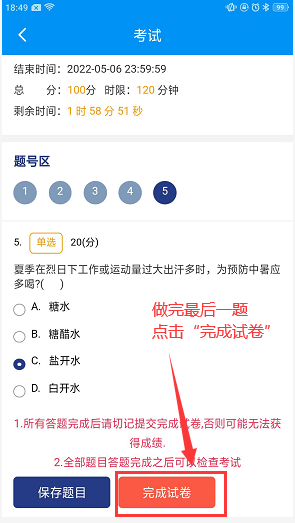 18:49
99
考试
结束时间：2022-05-06 23:59:59
总 分：100分 时限：120 分钟
剩余时间：1 时 58 分 51 秒
题号区
1 2 3 4 5
5. 单选 20(分)
夏季在烈日下工作或运动量过大出汗多时，为预防中暑应
多喝?( )
A. 糖水
B. 糖醋水
C. 盐开水
D. 白开水
做完最后一题
点击“完成试卷”
1.所有答题完成后请切记提交完成试卷,否则可能无法获
得成绩.
2.全部题目答题完成之后可以检查考试
保存题目 完成试卷